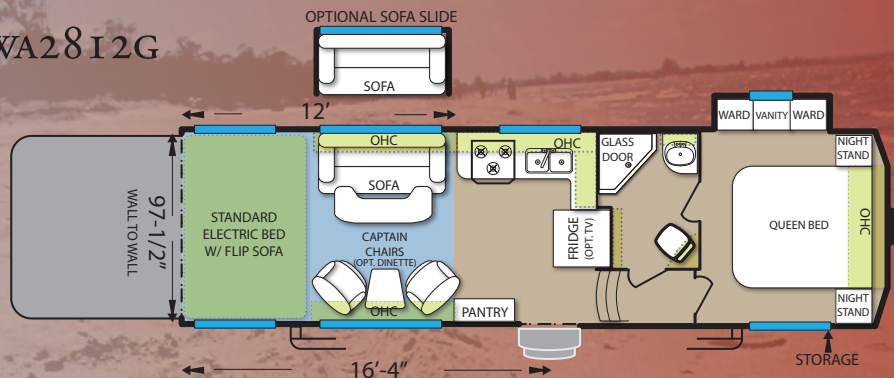 OPTIONAL SOFA SLIDE
VA2812G
SOFA
12'
WARD
VANITY
WARD
OHC
OHC
GLASS
DOOR
NIGHT
STAND
SOFA
97-1/2"
WALL TO WALL
STANDARD
ELECTRIC BED
W/ FLIP SOFA
CAPTAIN
CHAIRS
(OPT. DINETTE)
FRIDGE
(OPT. TV)
QUEEN BED
OHC
OHC
PANTRY
NIGHT
STAND
STORAGE
16'-4"